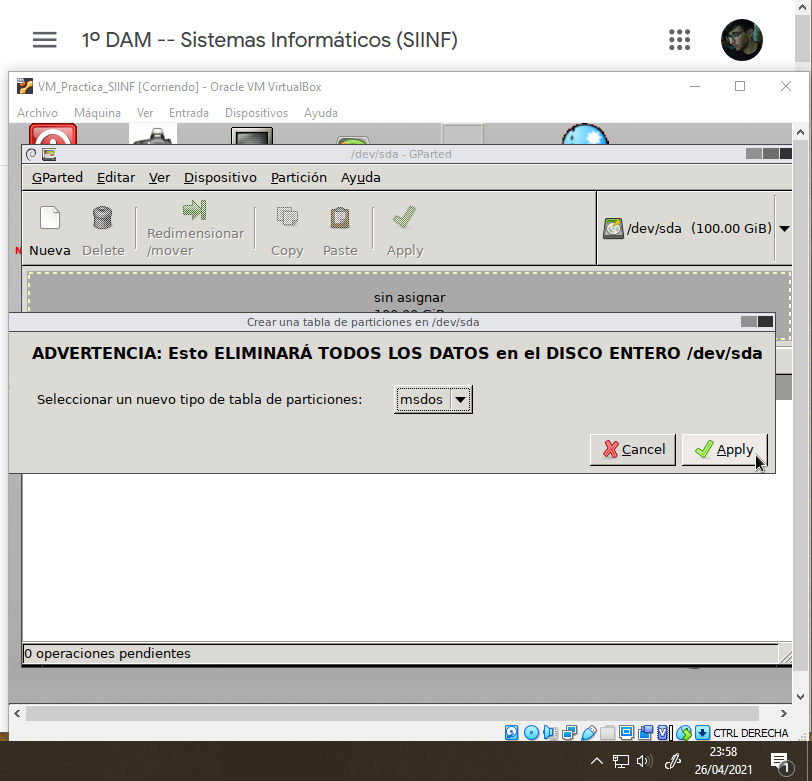 1º DAM -- Sistemas Informáticos (SIINF)
VM_Practica_SIINF [Corriendo] - Oracle VM VirtualBox
Archivo Máquina Ver Entrada Dispositivos Ayuda
/dev/sda - GParted
GParted Editar Ver Dispositivo Partición Ayuda
Nueva Delete Redimensionar
/mover Copy Paste Apply
/dev/sda (100.00 GiB)
sin asignar
Crear una tabla de particiones en /dev/sda
ADVERTENCIA: Esto ELIMINARÁ TODOS LOS DATOS en el DISCO ENTERO /dev/sda
Seleccionar un nuevo tipo de tabla de particiones: msdos
Cancel Apply
0 operaciones pendientes
CTRL DERECHA
23:58
26/04/2021
1